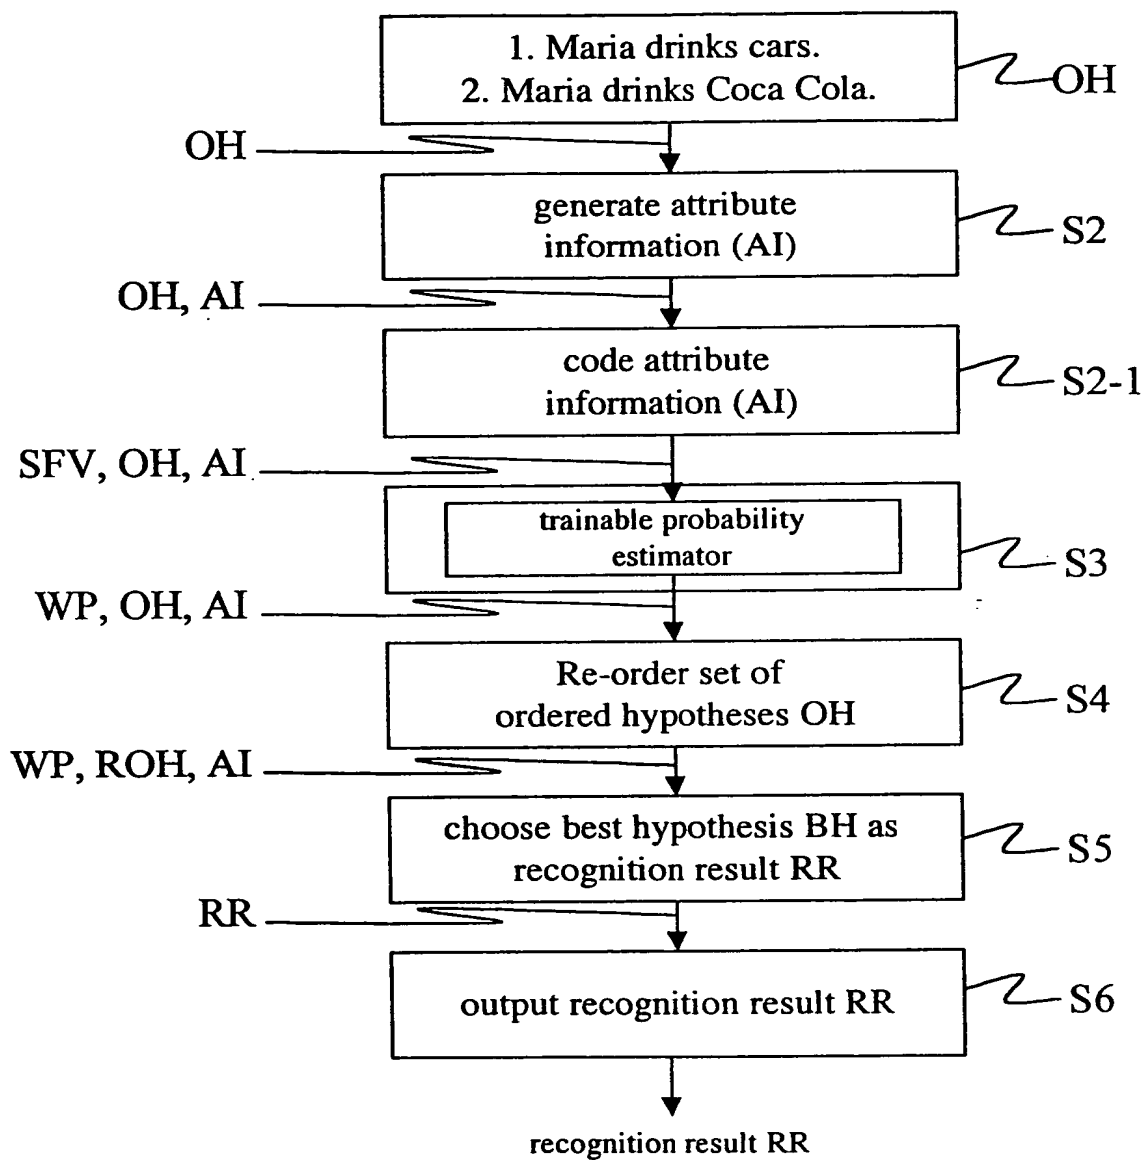 1. Maria drinks cars.
2. Maria drinks Coca Cola.
OH
OH
generate attribute
information (AI)
S2
OH, AI
code attribute
information (AI)
S2-1
SFV, OH, AI
trainable probability
estimator
S3
WP, OH, AI
Re-order set of
ordered hypotheses OH
S4
WP, ROH, AI
choose best hypothesis BH as
recognition result RR
S5
RR
output recognition result RR
S6
recognition result RR